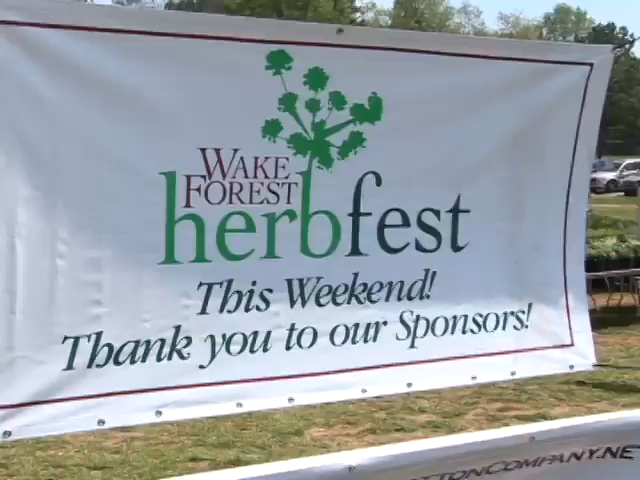 WAKE
FOREST
herbfest
This Weekend!
Thank you to our Sponsors!